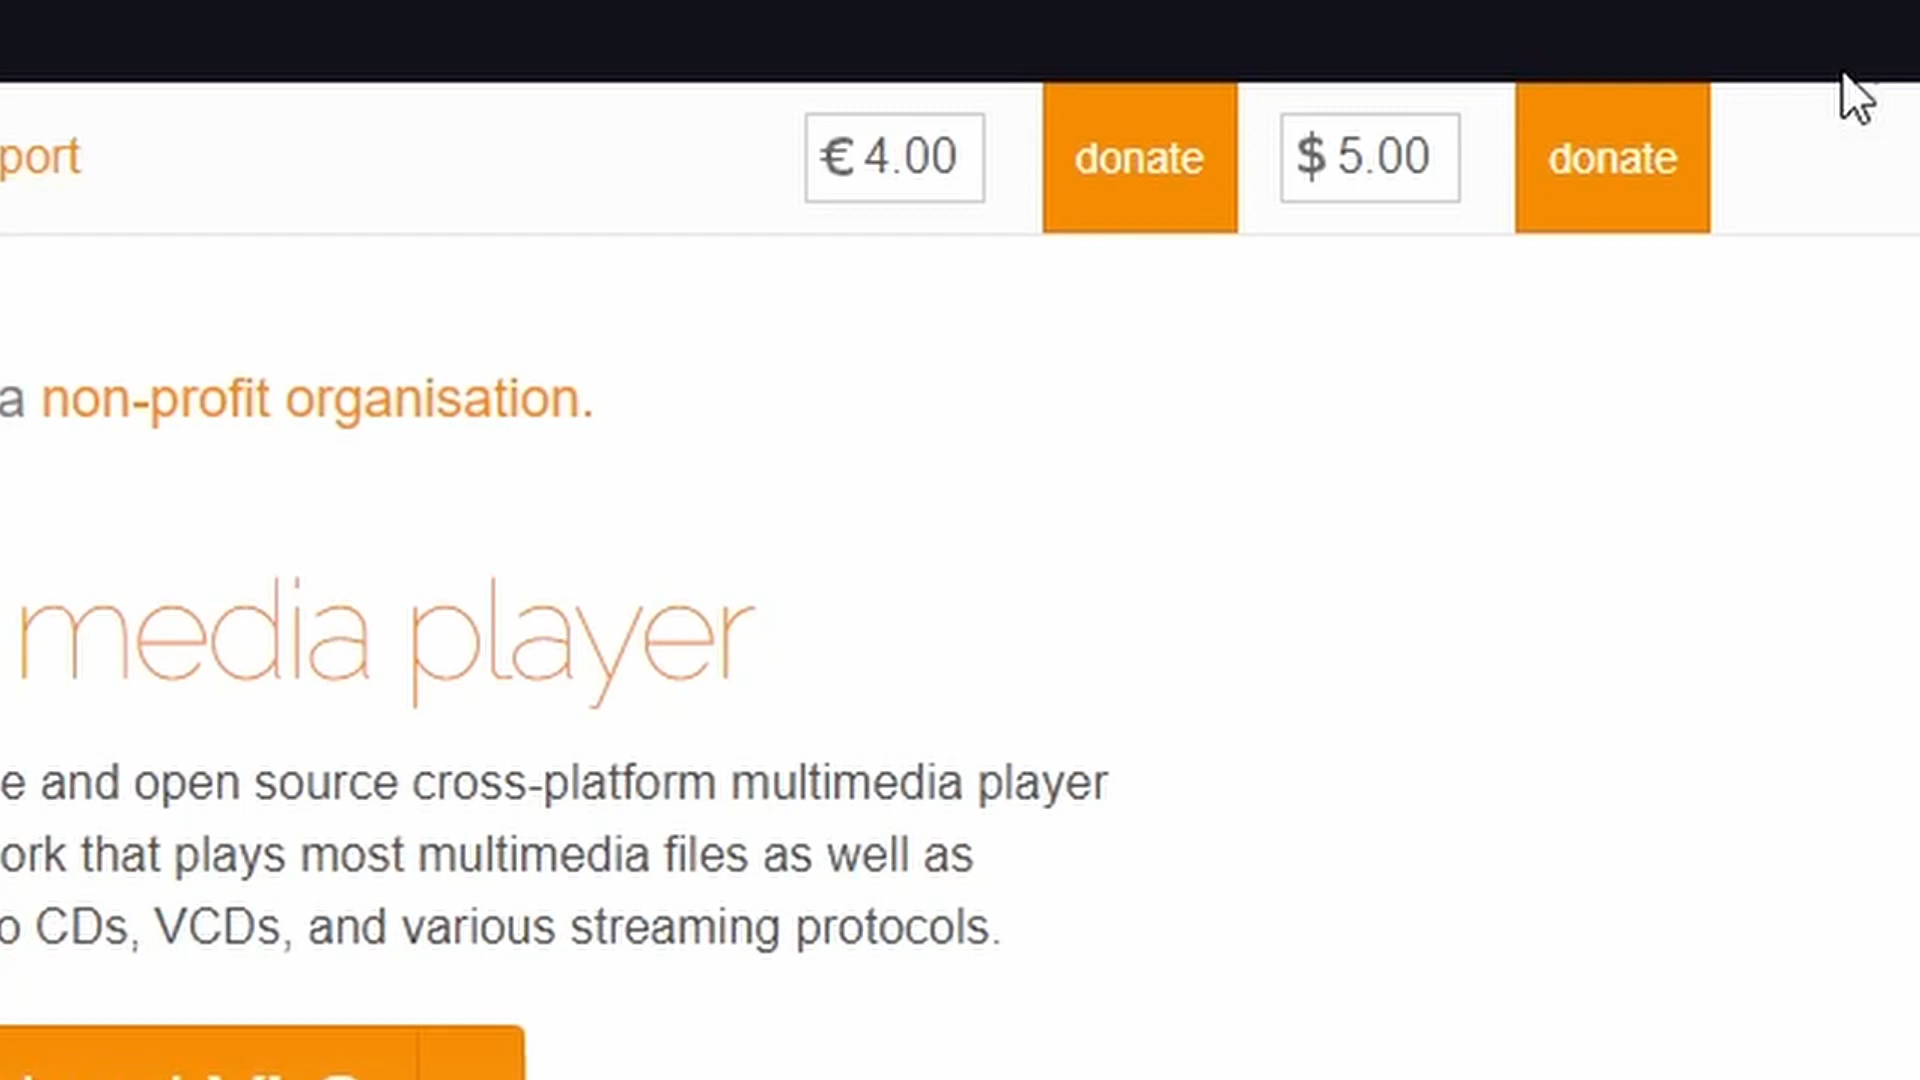 port € 4.00 donate $ 5.00 donate
a non-profit organisation.
media player
e and open source cross-platform multimedia player
ork that plays most multimedia files as well as
o CDs, VCDs, and various streaming protocols.